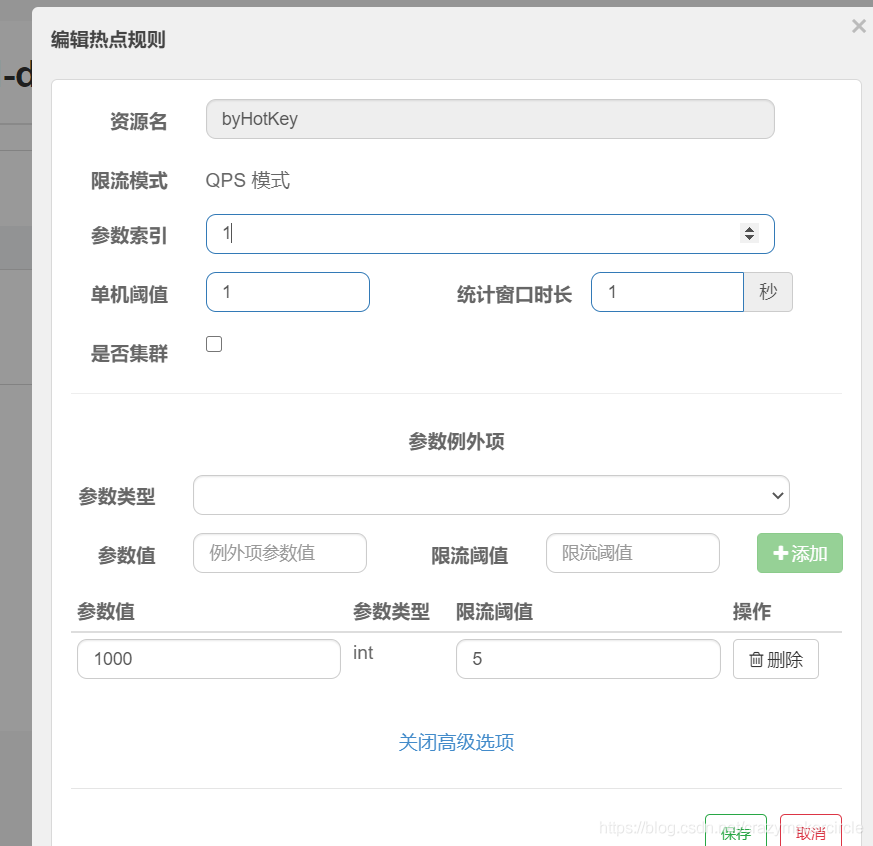 编辑热点规则
×
-d
资源名 byHotKey
限流模式 QPS 模式
参数索引 1
单机阈值 1 统计窗口时长 1 秒
是否集群
参数例外项
参数类型
参数值 例外项参数值 限流阈值 限流阈值 添加
参数值 参数类型 限流阈值 操作
1000 int 5 删除
关闭高级选项
保存 取消